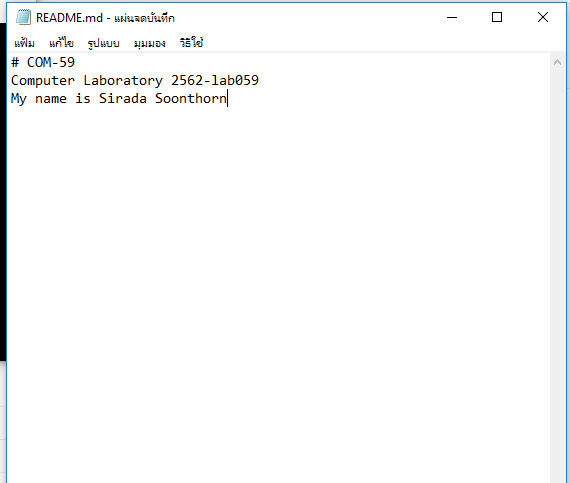 README.md - แผ่นจดบันทึก
แฟ้ม แก้ไข รูปแบบ มุมมอง วิธีใช้
# COM-59
Computer Laboratory 2562-lab059
My name is Sirada Soonthorn